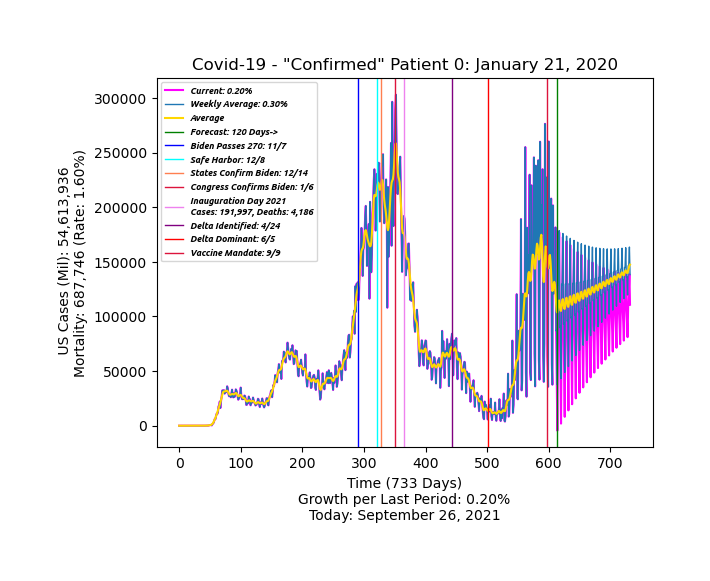 Covid-19 - "Confirmed" Patient 0: January 21, 2020
Current: 0.20%
Weekly Average: 0.30%
Average
Forecast: 120 Days->
Biden Passes 270: 11/7
Safe Harbor: 12/8
States Confirm Biden: 12/14
Congress Confirms Biden: 1/6
Inauguration Day 2021
Cases: 191,997, Deaths: 4,186
Delta Identified: 4/24
Delta Dominant: 6/5
Vaccine Mandate: 9/9
300000
250000
200000
150000
100000
50000
0
US Cases (Mil): 54,613,936
Mortality: 687,746 (Rate: 1.60%)
0 100 200 300 400 500 600 700
Time (733 Days)
Growth per Last Period: 0.20%
Today: September 26, 2021